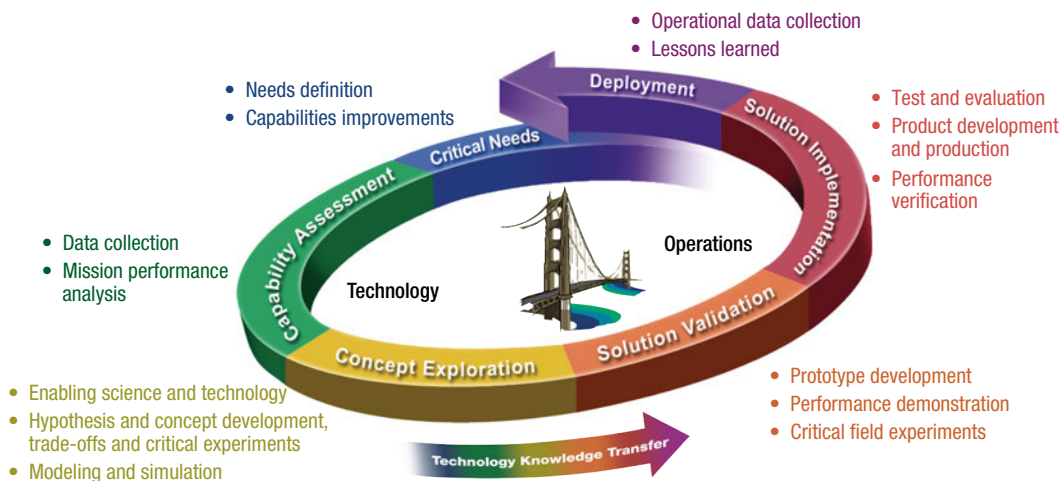 • Operational data collection
• Lessons learned
Deployment
• Needs definition
• Capabilities improvements
Critical Needs
Solution Implementation
• Test and evaluation
• Product development
and production
• Performance
verification
Capability Assessment
• Data collection
• Mission performance
analysis
Technology
Operations
Concept Exploration
Solution Validation
• Enabling science and technology
• Hypothesis and concept development,
trade-offs and critical experiments
• Modeling and simulation
• Prototype development
• Performance demonstration
• Critical field experiments
Technology Knowledge Transfer